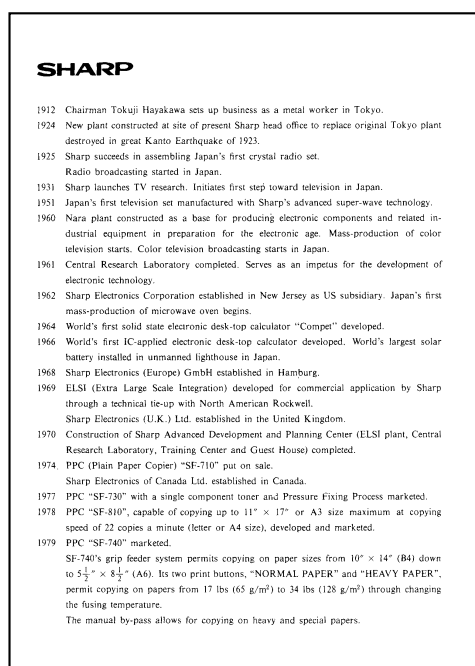 SHARP
1912 Chairman Tokuji Hayakawa sets up business as a metal worker in Tokyo.
1924 New plant constructed at site of present Sharp head office to replace original Tokyo plant
destroyed in great Kanto Earthquake of 1923.
1925 Sharp succeeds in assembling Japan's first crystal radio set.
Radio broadcasting started in Japan.
1931 Sharp launches TV research. Initiates first step toward television in Japan.
1951 Japan's first television set manufactured with Sharp's advanced super-wave technology.
1960 Nara plant constructed as a base for producing electronic components and related in-
dustrial equipment in preparation for the electronic age. Mass-production of color
television starts. Color television broadcasting starts in Japan.
1961 Central Research Laboratory completed. Serves as an impetus for the development of
electronic technology.
1962 Sharp Electronics Corporation established in New Jersey as US subsidiary. Japan's first
mass-production of microwave oven begins.
1964 World's first solid state electronic desk-top calculator "Compet" developed.
1966 World's first IC-applied electronic desk-top calculator developed. World's largest solar
battery installed in unmanned lighthouse in Japan.
1968 Sharp Electronics (Europe) GmbH established in Hamburg.
1969 ELSI (Extra Large Scale Integration) developed for commercial application by Sharp
through a technical tie-up with North American Rockwell.
Sharp Electronics (U.K.) Ltd. established in the United Kingdom.
1970 Construction of Sharp Advanced Development and Planning Center (ELSI plant, Central
Research Laboratory, Training Center and Guest House) completed.
1974. PPC (Plain Paper Copier) "SF-710" put on sale.
Sharp Electronics of Canada Ltd. established in Canada.
1977 PPC "SF-730" with a single component toner and Pressure Fixing Process marketed.
1978 PPC "SF-810", capable of copying up to 11" × 17" or A3 size maximum at copying
speed of 22 copies a minute (letter or A4 size), developed and marketed.
1979 PPC "SF-740" marketed.
SF-740's grip feeder system permits copying on paper sizes from 10" × 14" (B4) down
to 5½" × 8½" (A6). Its two print buttons, "NORMAL PAPER" and "HEAVY PAPER",
permit copying on papers from 17 lbs (65 g/m²) to 34 lbs (128 g/m²) through changing
the fusing temperature.
The manual by-pass allows for copying on heavy and special papers.